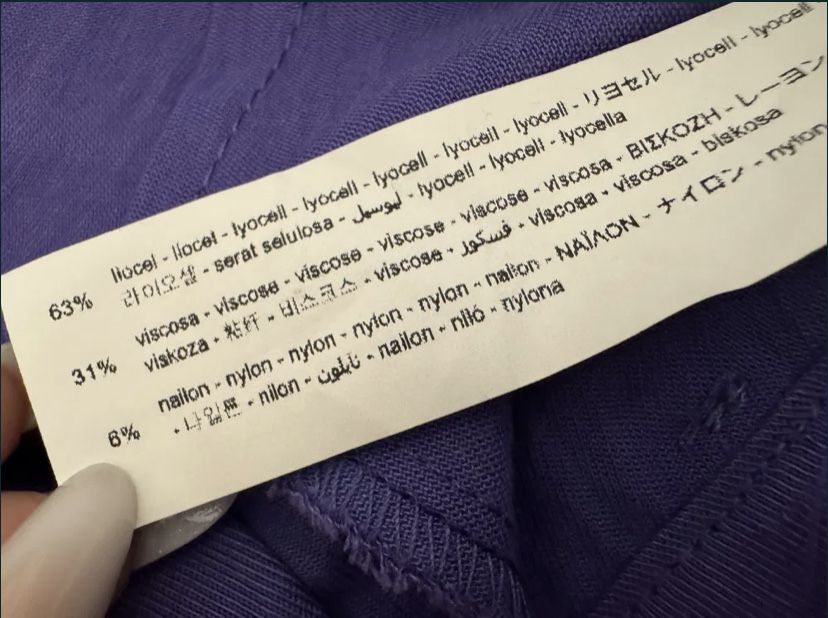 63% liocel - liocel - lyocell - lyocell - lyocell - lyocell - lyocell - リヨセル - lyocell - lyocell
라이오셀 - serat selulosa - ليوسيل - lyocell - lyocell - lyocella
31% viscosa - viscose - viscose - viscose - viscose - viscosa - ΒΙΣΚΟΖΗ - レーヨン
viskoza - 粘纤 - 비스코스 - viscose - فسكوز - viscosa - viscosa - biskosa
6% nailon - nylon - nylon - nylon - nylon - nailon - ΝΑΪΛΟΝ - ナイロン - nylon
- 나일론 - nilon - نايلون - nailon - niló - nylona